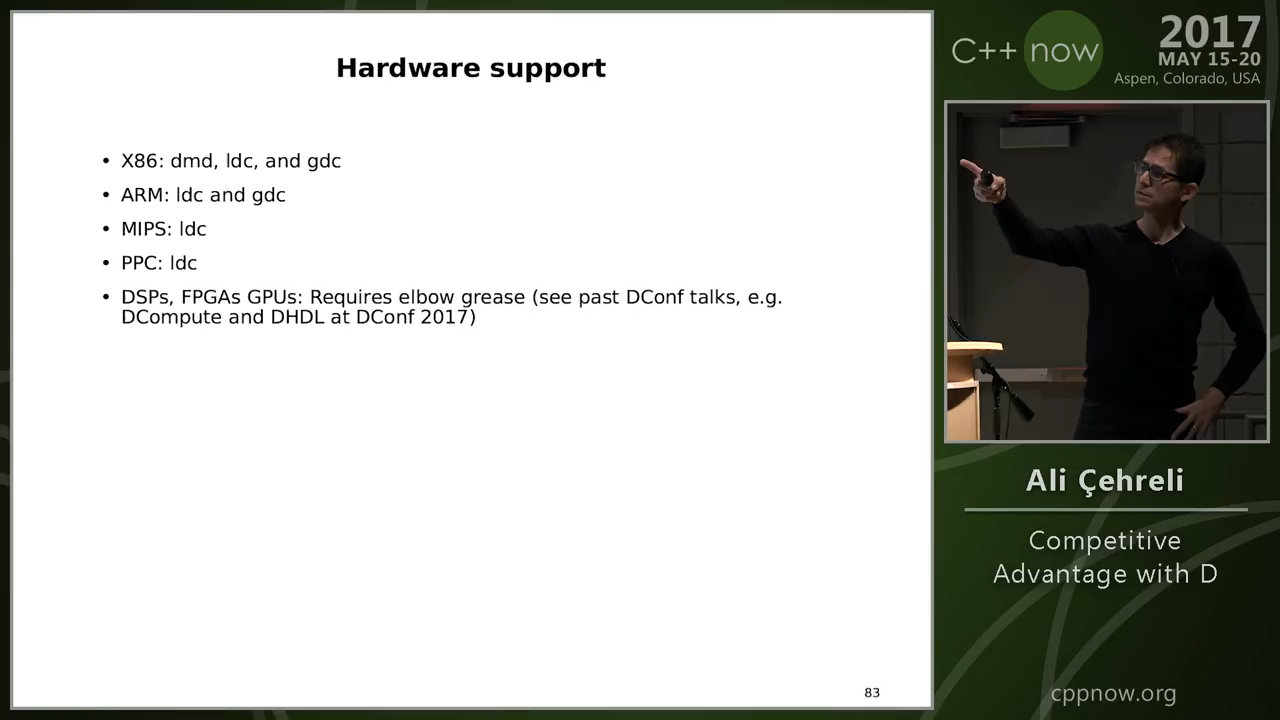 Hardware support
• X86: dmd, ldc, and gdc
• ARM: ldc and gdc
• MIPS: ldc
• PPC: ldc
• DSPs, FPGAs GPUs: Requires elbow grease (see past DConf talks, e.g.
DCompute and DHDL at DConf 2017)
83
C++ now
2017
MAY 15-20
Aspen, Colorado, USA
Ali Çehreli
Competitive
Advantage with D
cppnow.org